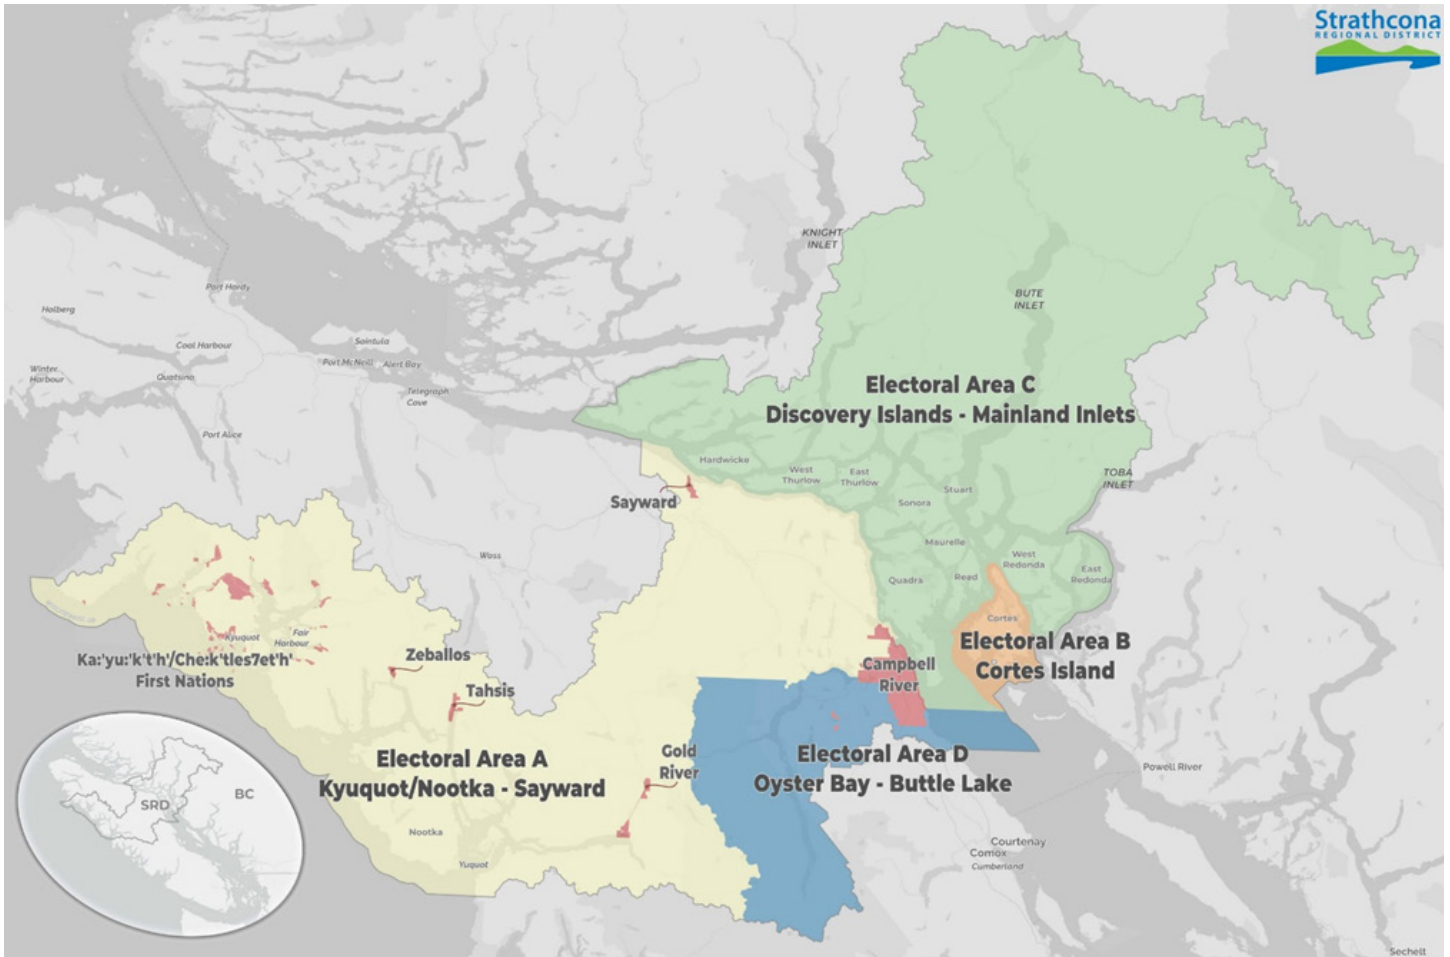 Strathcona
REGIONAL DISTRICT
KNIGHT
INLET
Port Hardy
Holberg
BUTE
INLET
Coal Harbour
Sointula
Port McNeill
Alert Bay
Winter
Harbour
Quatsino
Telegraph
Cove
Electoral Area C
Discovery Islands - Mainland Inlets
Port Alice
Hardwicke
West
Thurlow
East
Thurlow
TOBA
INLET
Sayward
Sonora
Stuart
Woss
Maurelle
West
Redonda
East
Redonda
Quadra
Read
Cortes
Kyuquot
Fair
Harbour
Electoral Area B
Cortes Island
Ka:'yu:'k't'h'/Che:k'tles7et'h'
First Nations
Zeballos
Campbell
River
Tahsis
Electoral Area A
Kyuquot/Nootka - Sayward
Gold
River
Electoral Area D
Oyster Bay - Buttle Lake
Powell River
SRD
BC
Nootka
Yuquot
Courtenay
Comox
Cumberland
Sechelt